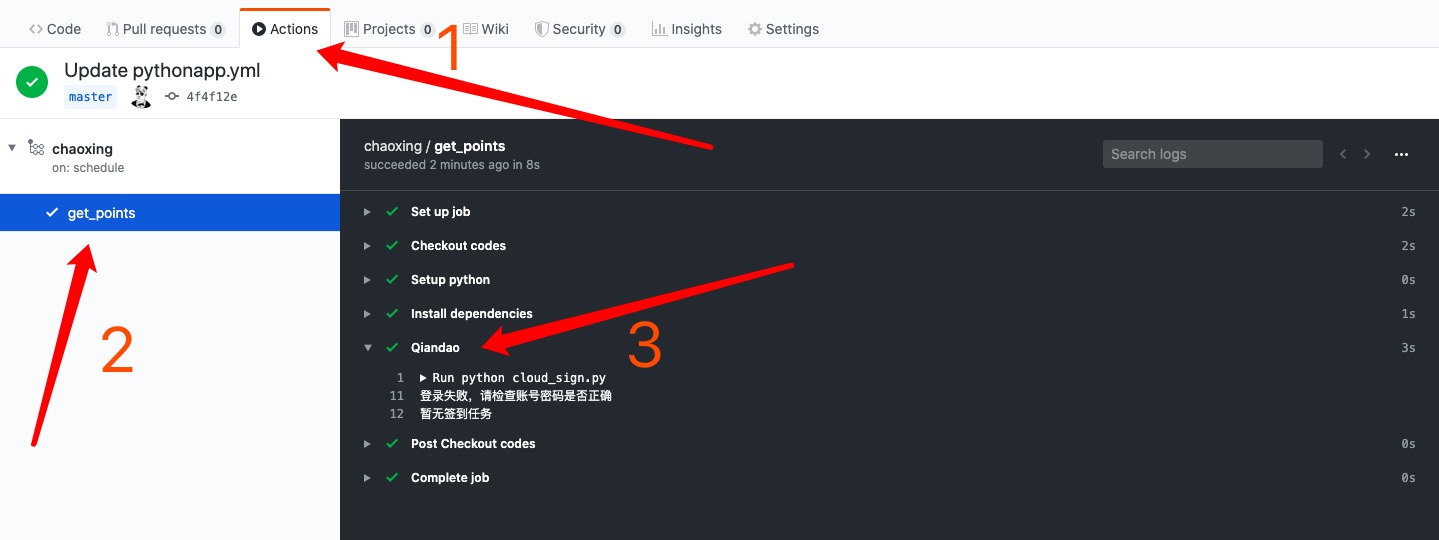 Code Pull requests 0 Actions Projects 0 Wiki Security 0 Insights Settings
1
Update pythonapp.yml
master 4f4f12e
chaoxing
on: schedule
get_points
2
chaoxing / get_points
succeeded 2 minutes ago in 8s
Search logs
Set up job 2s
Checkout codes 2s
Setup python 0s
Install dependencies 1s
Qiandao 3s
3
1 Run python cloud_sign.py
11 登录失败，请检查账号密码是否正确
12 暂无签到任务
Post Checkout codes 0s
Complete job 0s